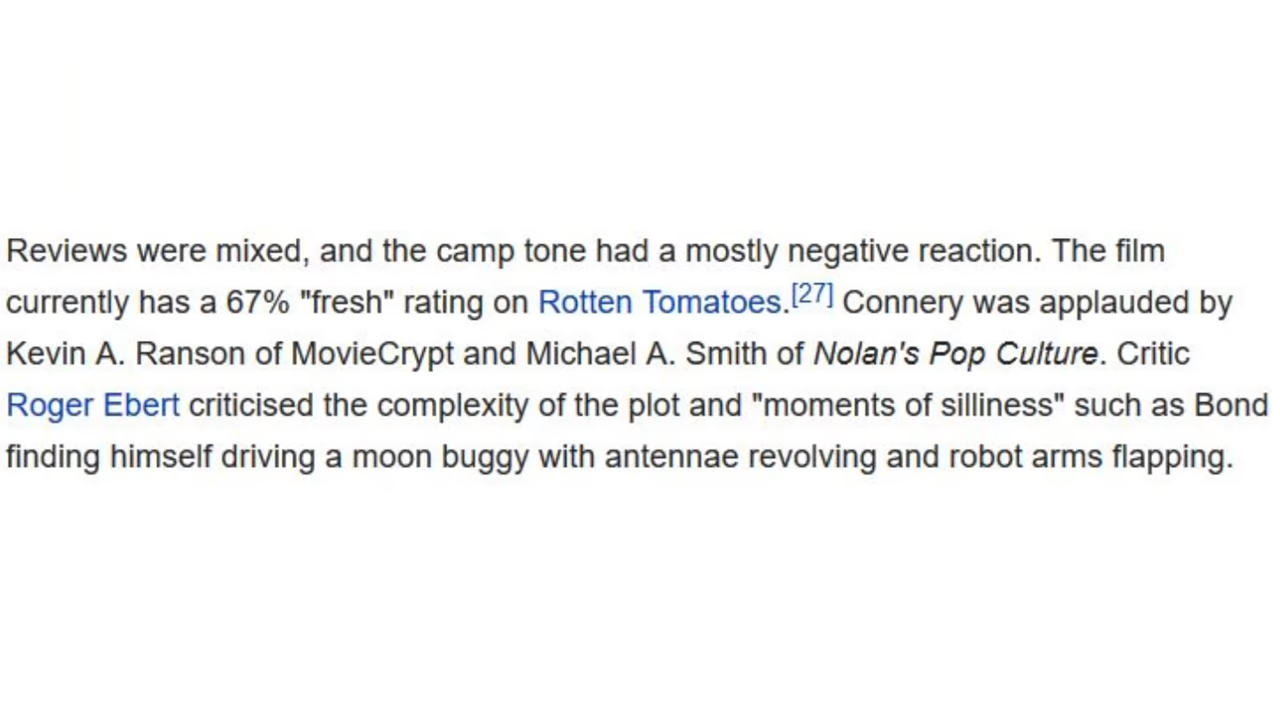 Reviews were mixed, and the camp tone had a mostly negative reaction. The film
currently has a 67% "fresh" rating on Rotten Tomatoes.[27] Connery was applauded by
Kevin A. Ranson of MovieCrypt and Michael A. Smith of Nolan's Pop Culture. Critic
Roger Ebert criticised the complexity of the plot and "moments of silliness" such as Bond
finding himself driving a moon buggy with antennae revolving and robot arms flapping.